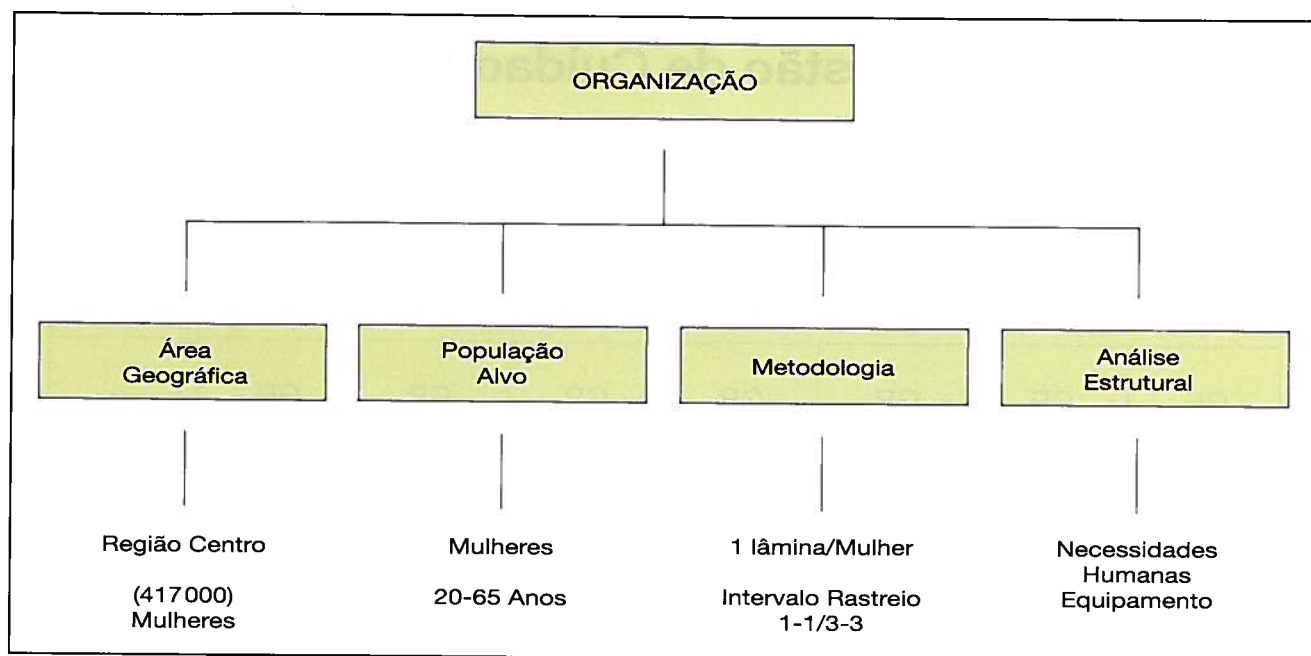 ORGANIZAÇÃO
Área
Geográfica
População
Alvo
Metodologia
Análise
Estrutural
Região Centro
(417000)
Mulheres
Mulheres
20-65 Anos
1 lâmina/Mulher
Intervalo Rastreio
1-1/3-3
Necessidades
Humanas
Equipamento